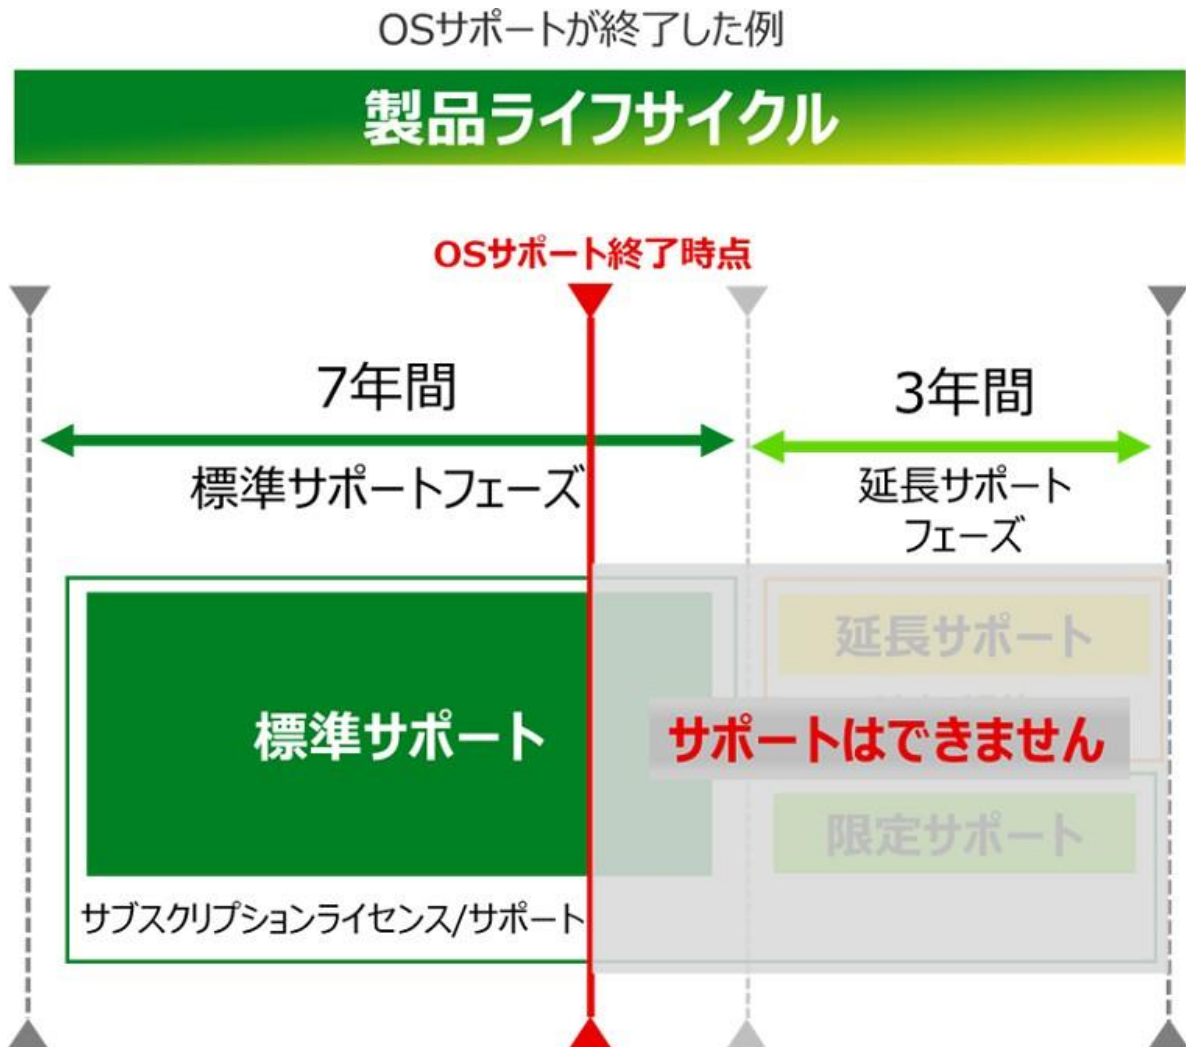 OSサポートが終了した例
製品ライフサイクル
OSサポート終了時点
7年間
標準サポートフェーズ
3年間
延長サポート
フェーズ
標準サポート
サブスクリプションライセンス/サポート
延長サポート
サポートはできません
限定サポート